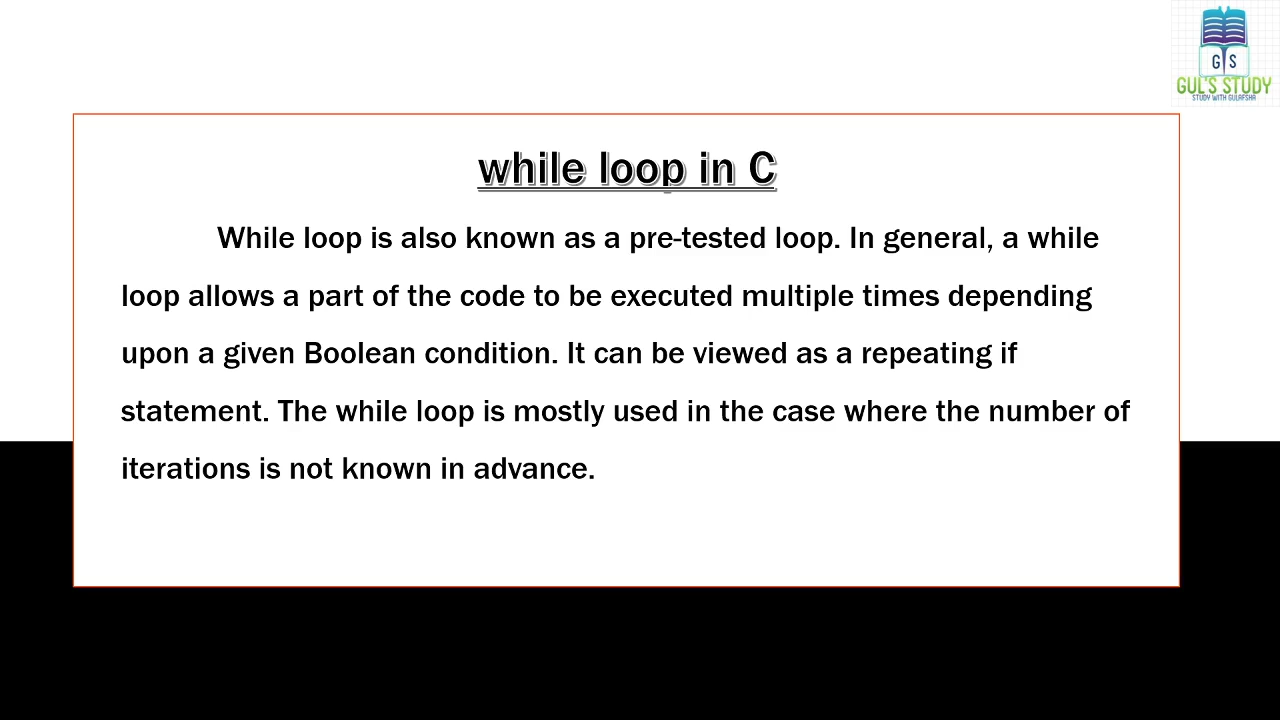 G S
GUL'S STUDY
STUDY WITH GULAFSHA
while loop in C
While loop is also known as a pre-tested loop. In general, a while
loop allows a part of the code to be executed multiple times depending
upon a given Boolean condition. It can be viewed as a repeating if
statement. The while loop is mostly used in the case where the number of
iterations is not known in advance.